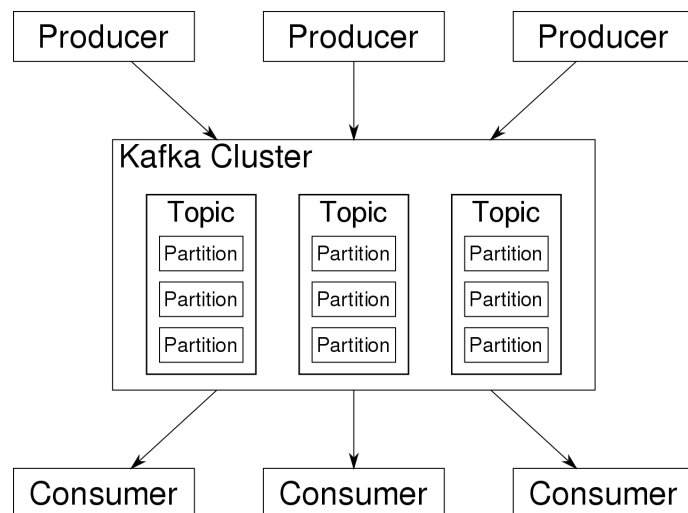 Producer Producer Producer
Kafka Cluster
Topic Topic Topic
Partition Partition Partition
Partition Partition Partition
Partition Partition Partition
Consumer Consumer Consumer